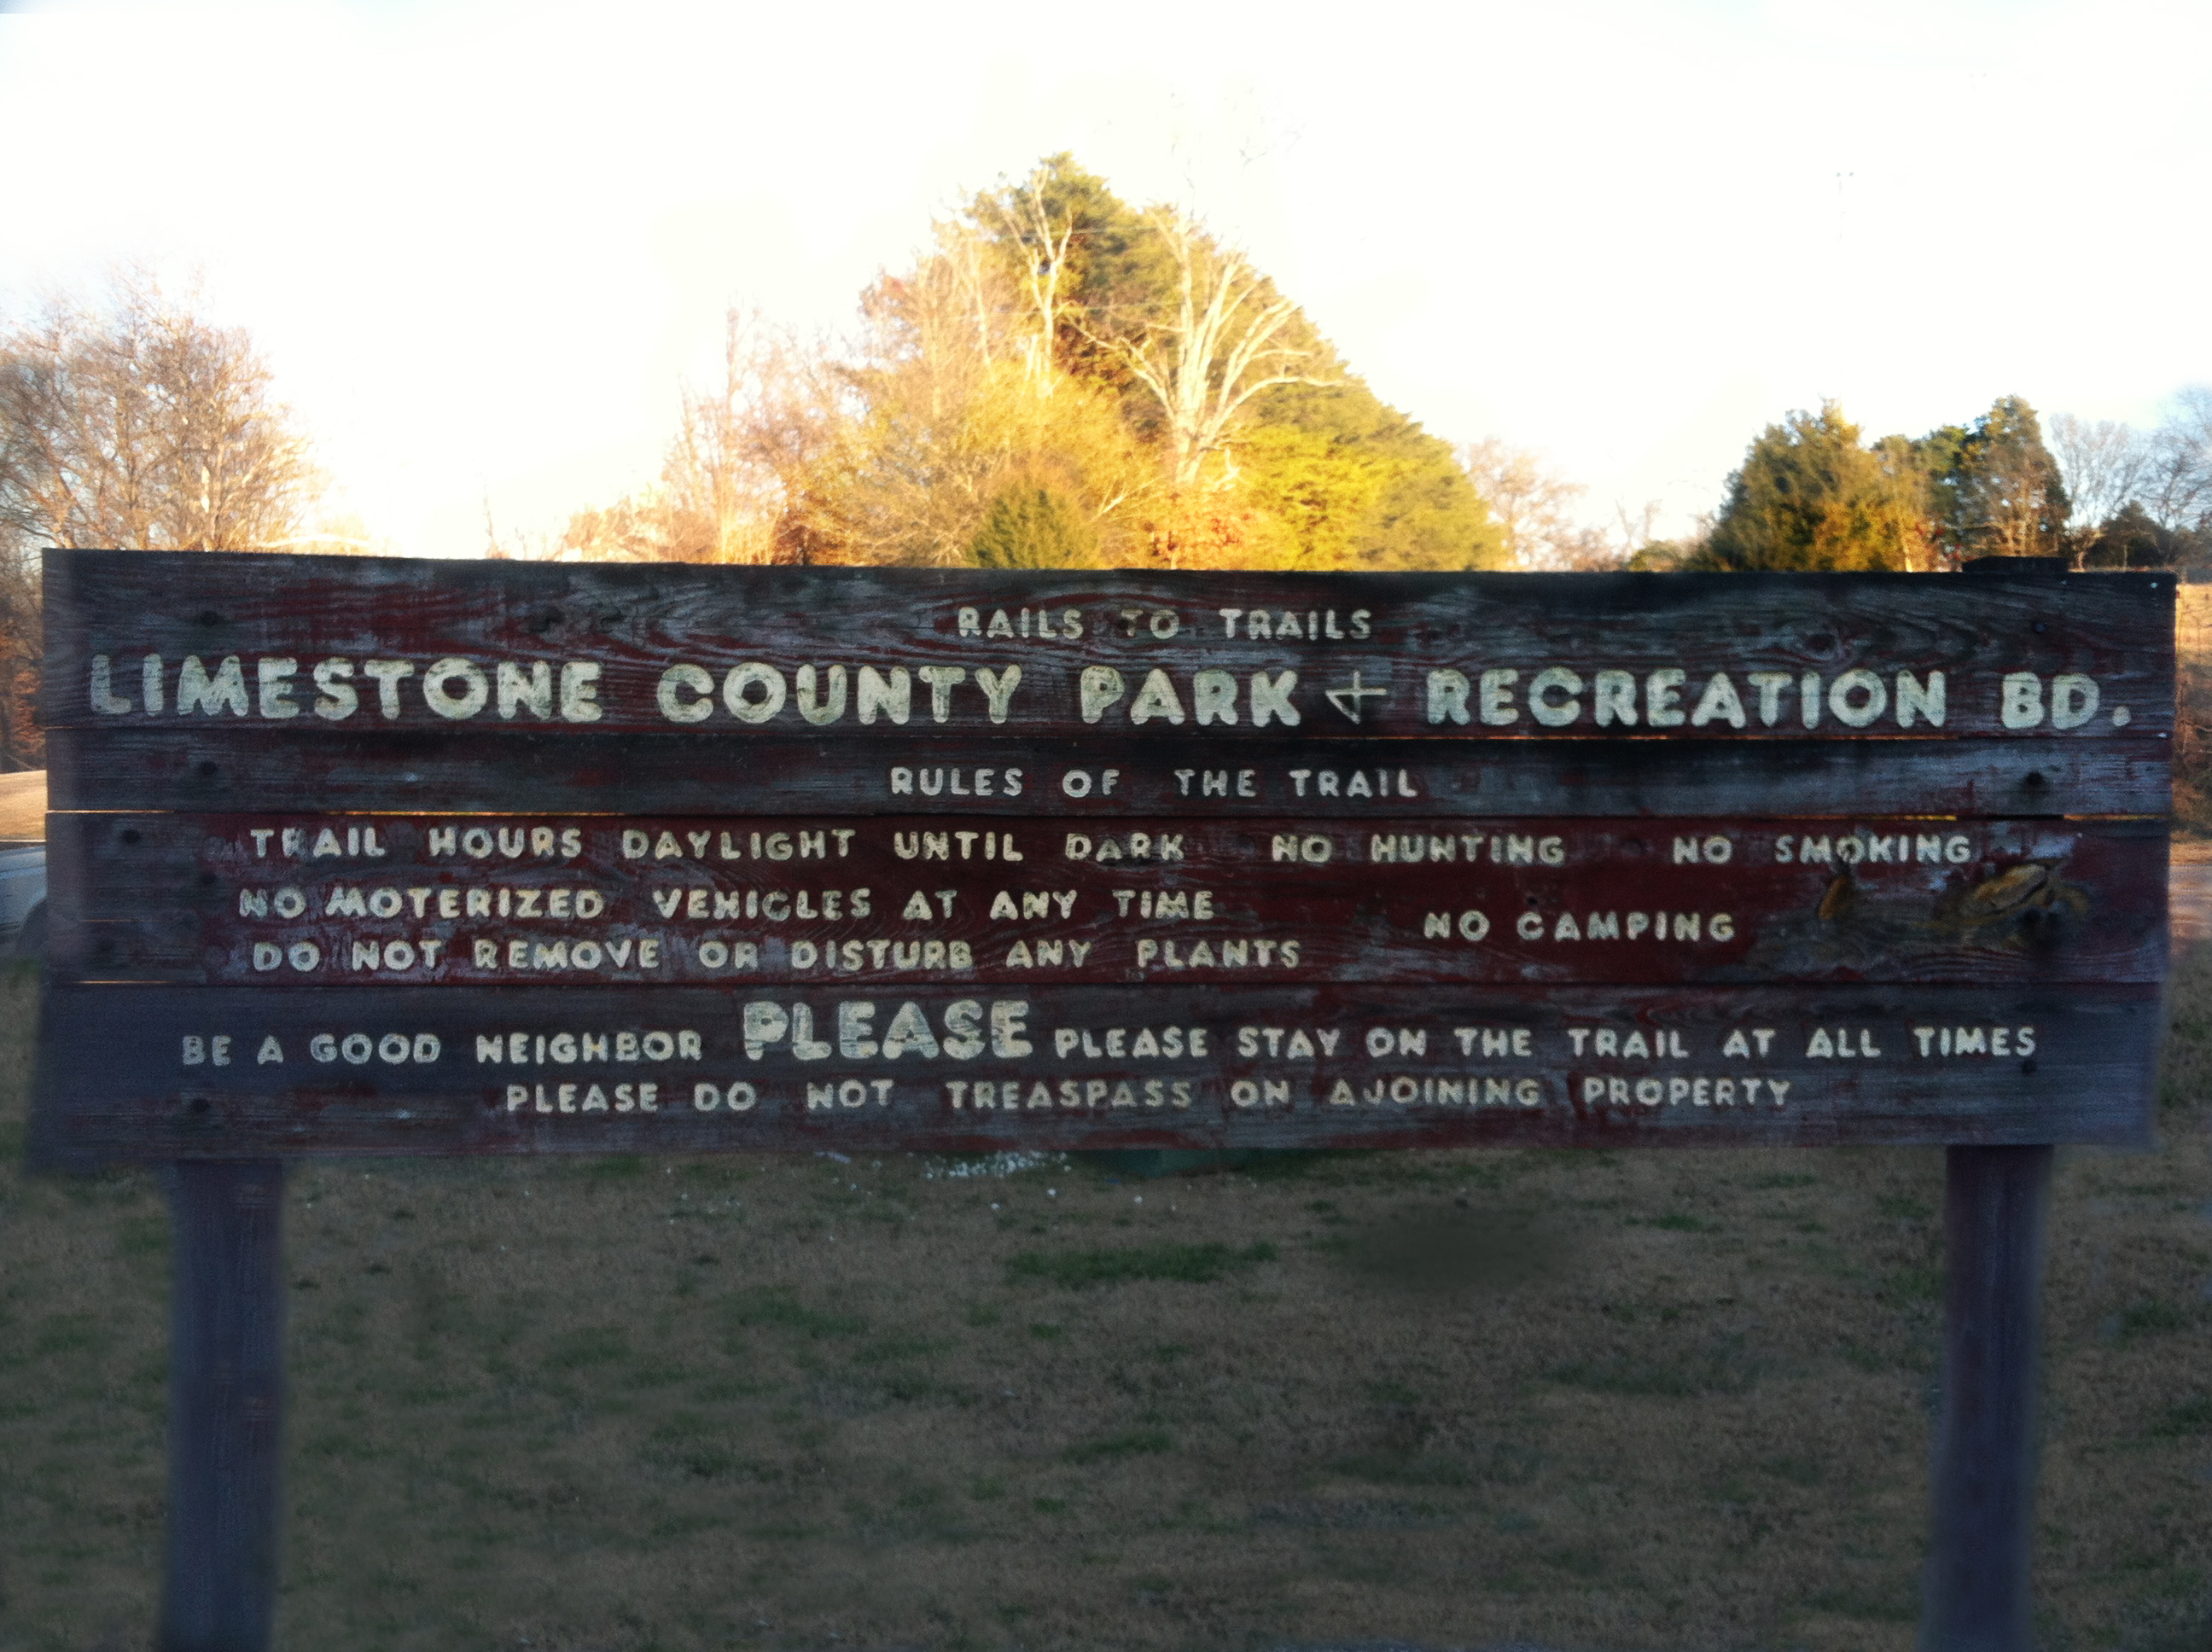 RAILS TO TRAILS
LIMESTONE COUNTY PARK & RECREATION BD.
RULES OF THE TRAIL
TRAIL HOURS DAYLIGHT UNTIL DARK NO HUNTING NO SMOKING
NO MOTERIZED VEHICLES AT ANY TIME
NO CAMPING
DO NOT REMOVE OR DISTURB ANY PLANTS
BE A GOOD NEIGHBOR PLEASE PLEASE STAY ON THE TRAIL AT ALL TIMES
PLEASE DO NOT TREASPASS ON AJOINING PROPERTY